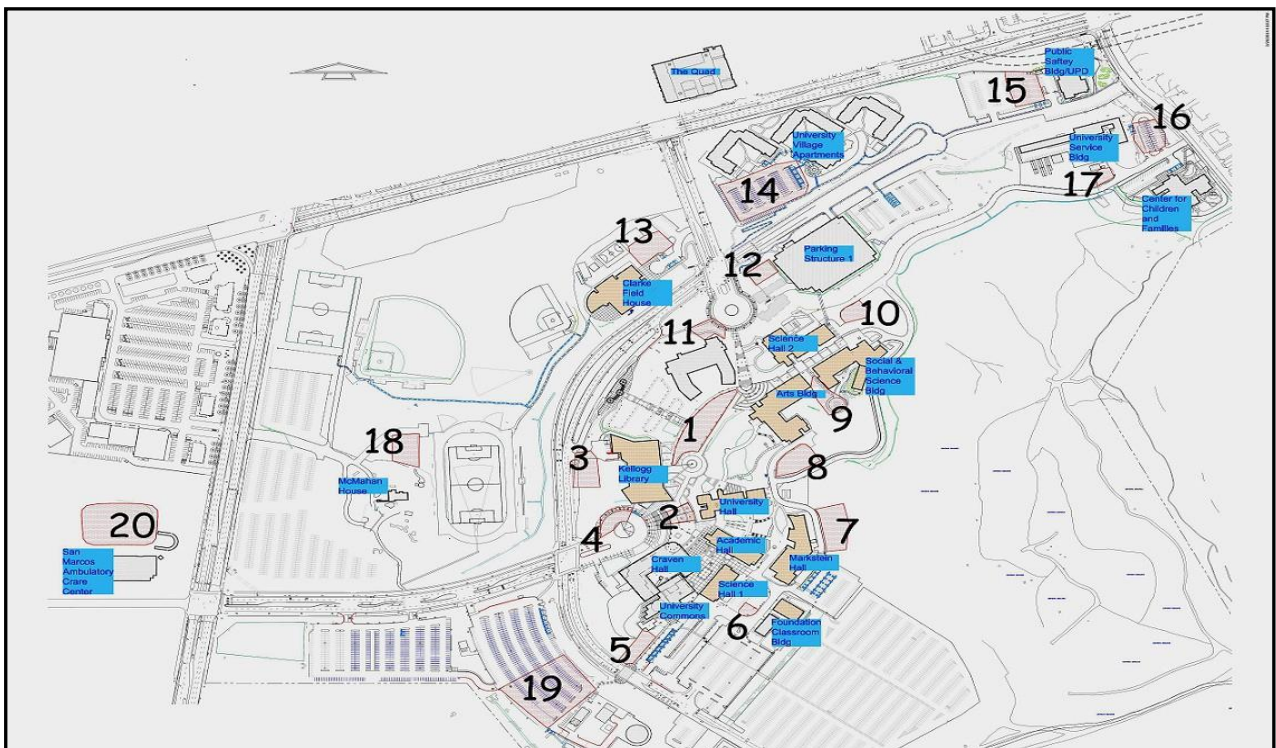 The Quad
Public
Saftey
Bldg/UPD
15
16
University
Service
Bldg
University
Village
Apartments
14
17
Center for
Children
and
Families
13
Parking
Structure 1
12
Clarke
Field
House
10
11
Science
Hall 2
Social &
Behavioral
Science
Bldg
Arts Bldg
9
1
18
3
8
Kellogg
Library
McMahan
House
University
Hall
2
20
7
4
Academic
Hall
San
Marcos
Ambulatory
Crare
Center
Craven
Hall
Markstein
Hall
Science
Hall 1
University
Commons
6
Foundation
Classroom
Bldg
5
19